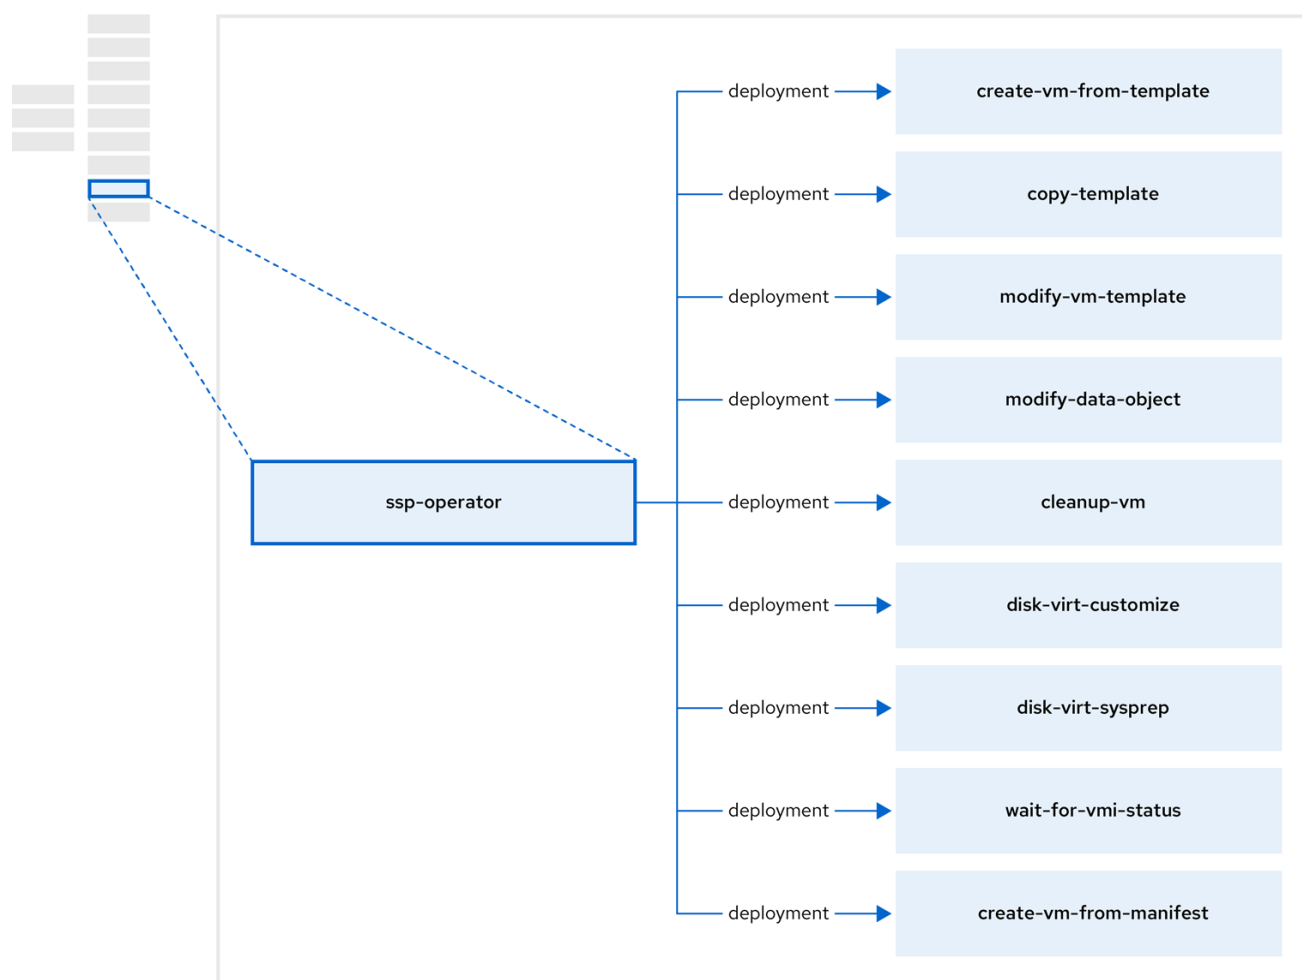 deployment
create-vm-from-template
deployment
copy-template
deployment
modify-vm-template
deployment
modify-data-object
ssp-operator
deployment
cleanup-vm
deployment
disk-virt-customize
deployment
disk-virt-sysprep
deployment
wait-for-vmi-status
deployment
create-vm-from-manifest